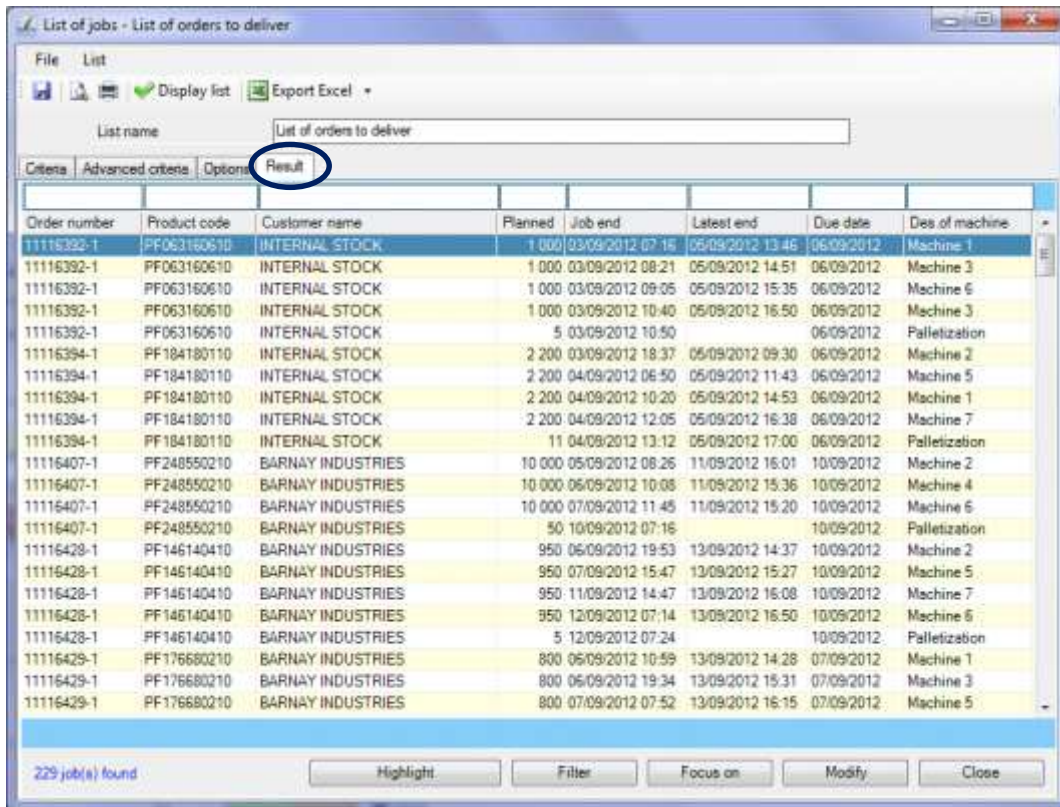 List of jobs - List of orders to deliver
File List
Display list Export Excel
List name List of orders to deliver
Criteria Advanced criteria Options Result
Order number Product code Customer name Planned Job end Latest end Due date Des. of machine
11116392-1 PF063160610 INTERNAL STOCK 1 000 03/09/2012 07:16 05/09/2012 13:46 06/09/2012 Machine 1
11116392-1 PF063160610 INTERNAL STOCK 1 000 03/09/2012 08:21 05/09/2012 14:51 06/09/2012 Machine 3
11116392-1 PF063160610 INTERNAL STOCK 1 000 03/09/2012 09:05 05/09/2012 15:35 06/09/2012 Machine 6
11116392-1 PF063160610 INTERNAL STOCK 1 000 03/09/2012 10:40 05/09/2012 16:50 06/09/2012 Machine 3
11116392-1 PF063160610 INTERNAL STOCK 5 03/09/2012 10:50 06/09/2012 Palletization
11116394-1 PF184180110 INTERNAL STOCK 2 200 03/09/2012 18:37 05/09/2012 09:30 06/09/2012 Machine 2
11116394-1 PF184180110 INTERNAL STOCK 2 200 04/09/2012 06:50 05/09/2012 11:43 06/09/2012 Machine 5
11116394-1 PF184180110 INTERNAL STOCK 2 200 04/09/2012 10:20 05/09/2012 14:53 06/09/2012 Machine 1
11116394-1 PF184180110 INTERNAL STOCK 2 200 04/09/2012 12:05 05/09/2012 16:38 06/09/2012 Machine 7
11116394-1 PF184180110 INTERNAL STOCK 11 04/09/2012 13:12 05/09/2012 17:00 06/09/2012 Palletization
11116407-1 PF248550210 BARNAY INDUSTRIES 10 000 05/09/2012 08:26 11/09/2012 16:01 10/09/2012 Machine 2
11116407-1 PF248550210 BARNAY INDUSTRIES 10 000 06/09/2012 10:08 11/09/2012 15:36 10/09/2012 Machine 4
11116407-1 PF248550210 BARNAY INDUSTRIES 10 000 07/09/2012 11:45 11/09/2012 15:20 10/09/2012 Machine 6
11116407-1 PF248550210 BARNAY INDUSTRIES 50 10/09/2012 07:16 10/09/2012 Palletization
11116428-1 PF146140410 BARNAY INDUSTRIES 950 06/09/2012 19:53 13/09/2012 14:37 10/09/2012 Machine 2
11116428-1 PF146140410 BARNAY INDUSTRIES 950 07/09/2012 15:47 13/09/2012 15:27 10/09/2012 Machine 5
11116428-1 PF146140410 BARNAY INDUSTRIES 950 11/09/2012 14:47 13/09/2012 16:08 10/09/2012 Machine 7
11116428-1 PF146140410 BARNAY INDUSTRIES 950 12/09/2012 07:14 13/09/2012 16:50 10/09/2012 Machine 6
11116428-1 PF146140410 BARNAY INDUSTRIES 5 12/09/2012 07:24 10/09/2012 Palletization
11116429-1 PF176680210 BARNAY INDUSTRIES 800 06/09/2012 10:59 13/09/2012 14:28 07/09/2012 Machine 1
11116429-1 PF176680210 BARNAY INDUSTRIES 800 06/09/2012 19:34 13/09/2012 15:31 07/09/2012 Machine 3
11116429-1 PF176680210 BARNAY INDUSTRIES 800 07/09/2012 07:52 13/09/2012 16:15 07/09/2012 Machine 5
229 job(s) found Highlight Filter Focus on Modify Close